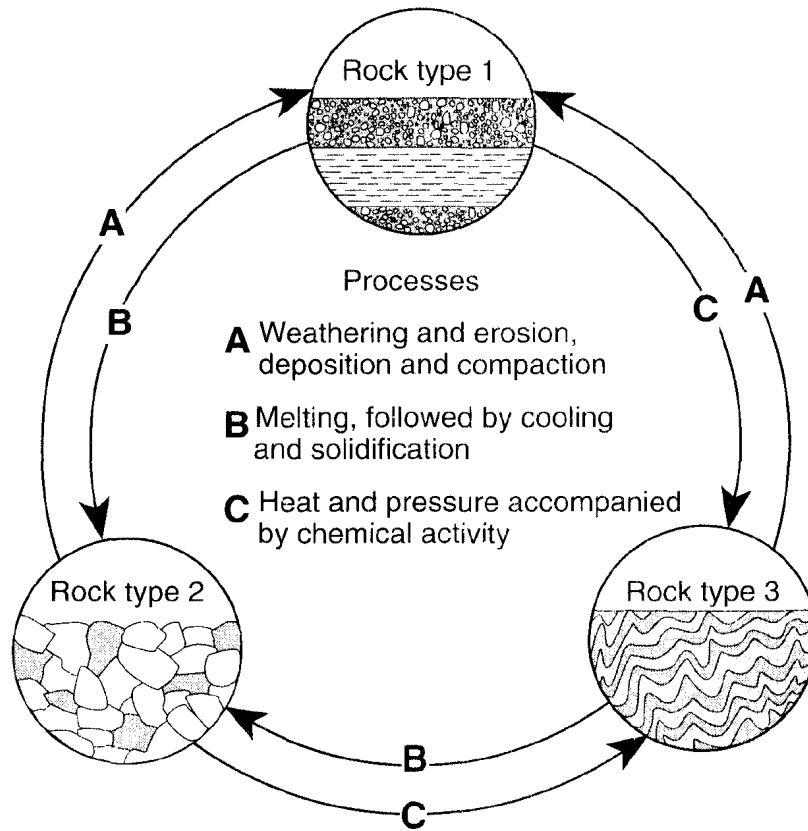 Rock type 1
Processes
A
A
B
C
A Weathering and erosion,
deposition and compaction
B Melting, followed by cooling
and solidification
C Heat and pressure accompanied
by chemical activity
Rock type 2
Rock type 3
B
C